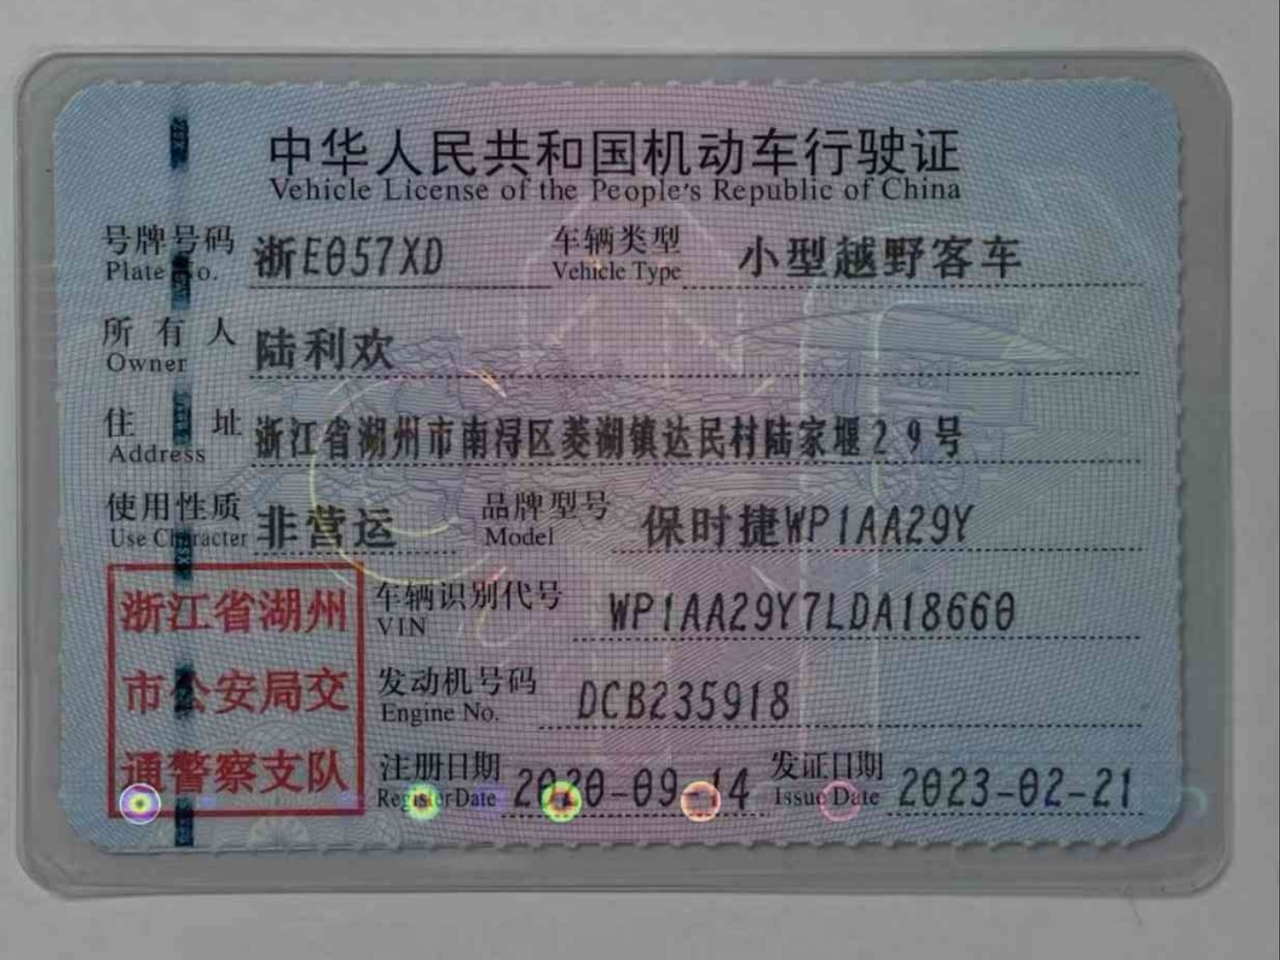 中华人民共和国机动车行驶证
Vehicle License of the People's Republic of China
号牌号码 浙E057XD 车辆类型 小型越野客车
Plate No. Vehicle Type
所有人 陆利欢
Owner
住址 浙江省湖州市南浔区菱湖镇达民村陆家堰29号
Address
使用性质 非营运 品牌型号 保时捷WP1AA29Y
Use Character Model
浙江省湖州
市公安局交
通警察支队
车辆识别代号 WP1AA29Y7LDA18660
VIN
发动机号码 DCB235918
Engine No.
注册日期 2020-09-14 发证日期 2023-02-21
Register Date Issue Date